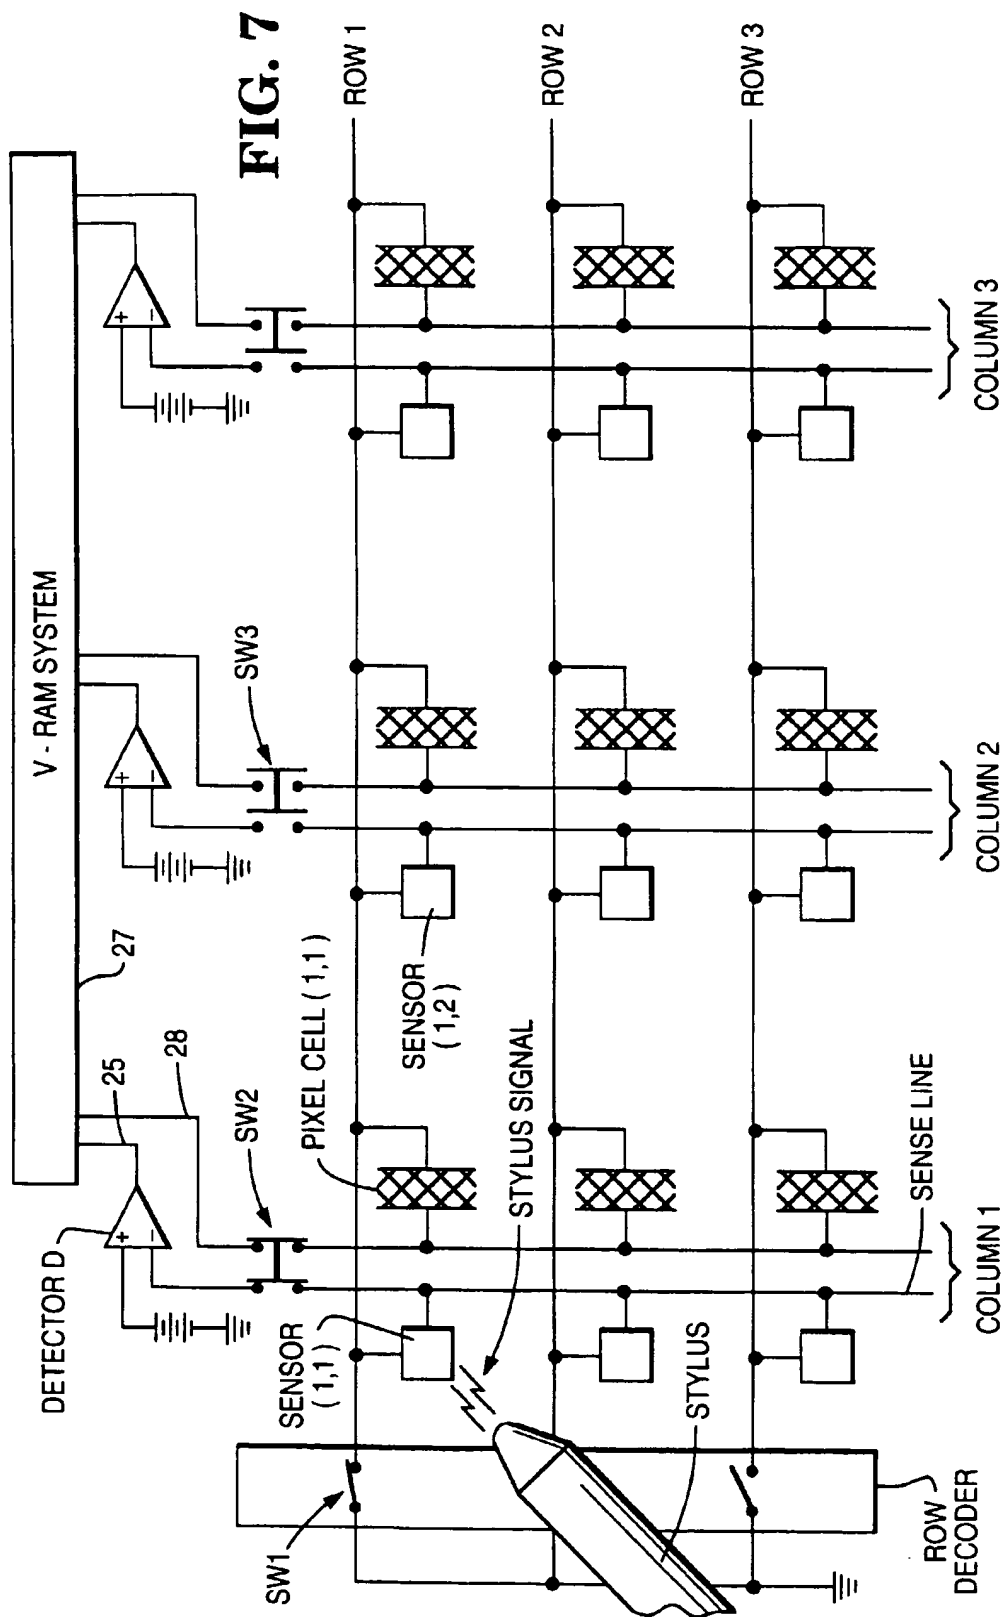 FIG. 7
V - RAM SYSTEM
27
25
28
DETECTOR D
+
−
+
−
+
−
SW2
SW3
SW1
PIXEL CELL ( 1,1 )
SENSOR
( 1,1 )
SENSOR
( 1,2 )
STYLUS SIGNAL
STYLUS
ROW 1
ROW 2
ROW 3
SENSE LINE
ROW
DECODER
COLUMN 1
COLUMN 2
COLUMN 3